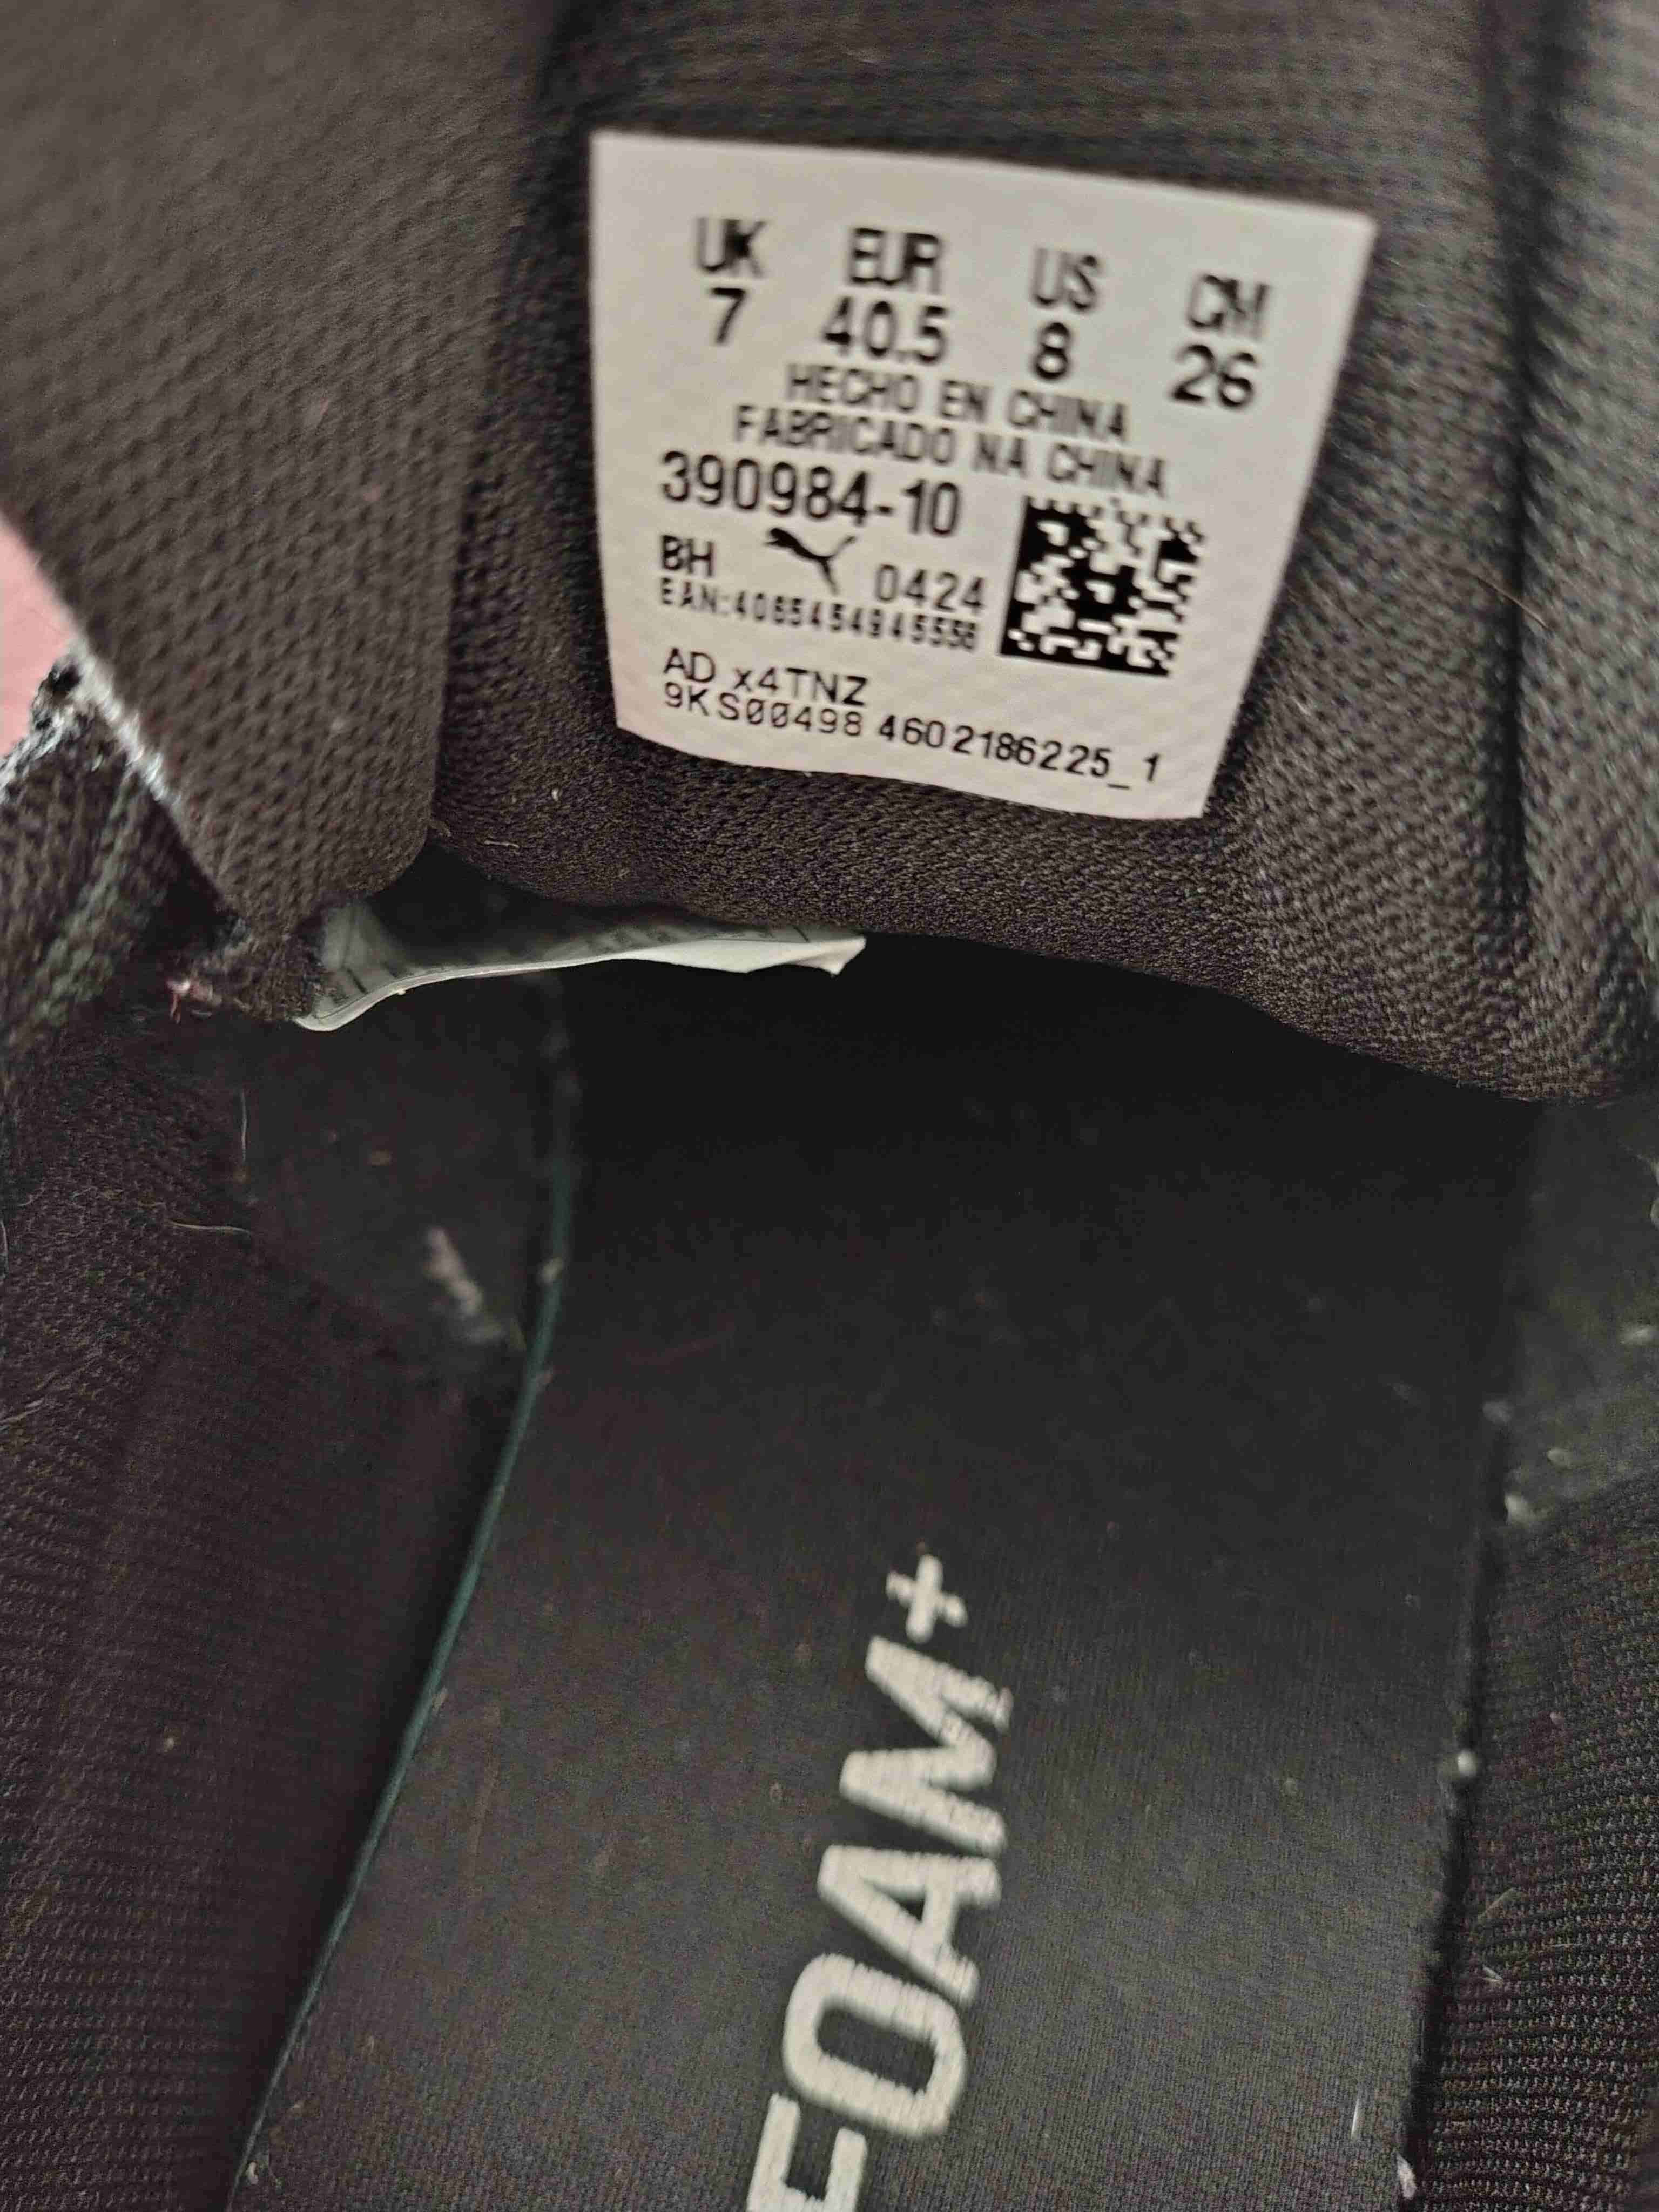 UK EUR US CM
7 40.5 8 26
HECHO EN CHINA
FABRICADO NA CHINA
390984-10
BH 0424
EAN:4065454945556
AD x4TNZ
9KS00498 4602186225_1
FOAM+